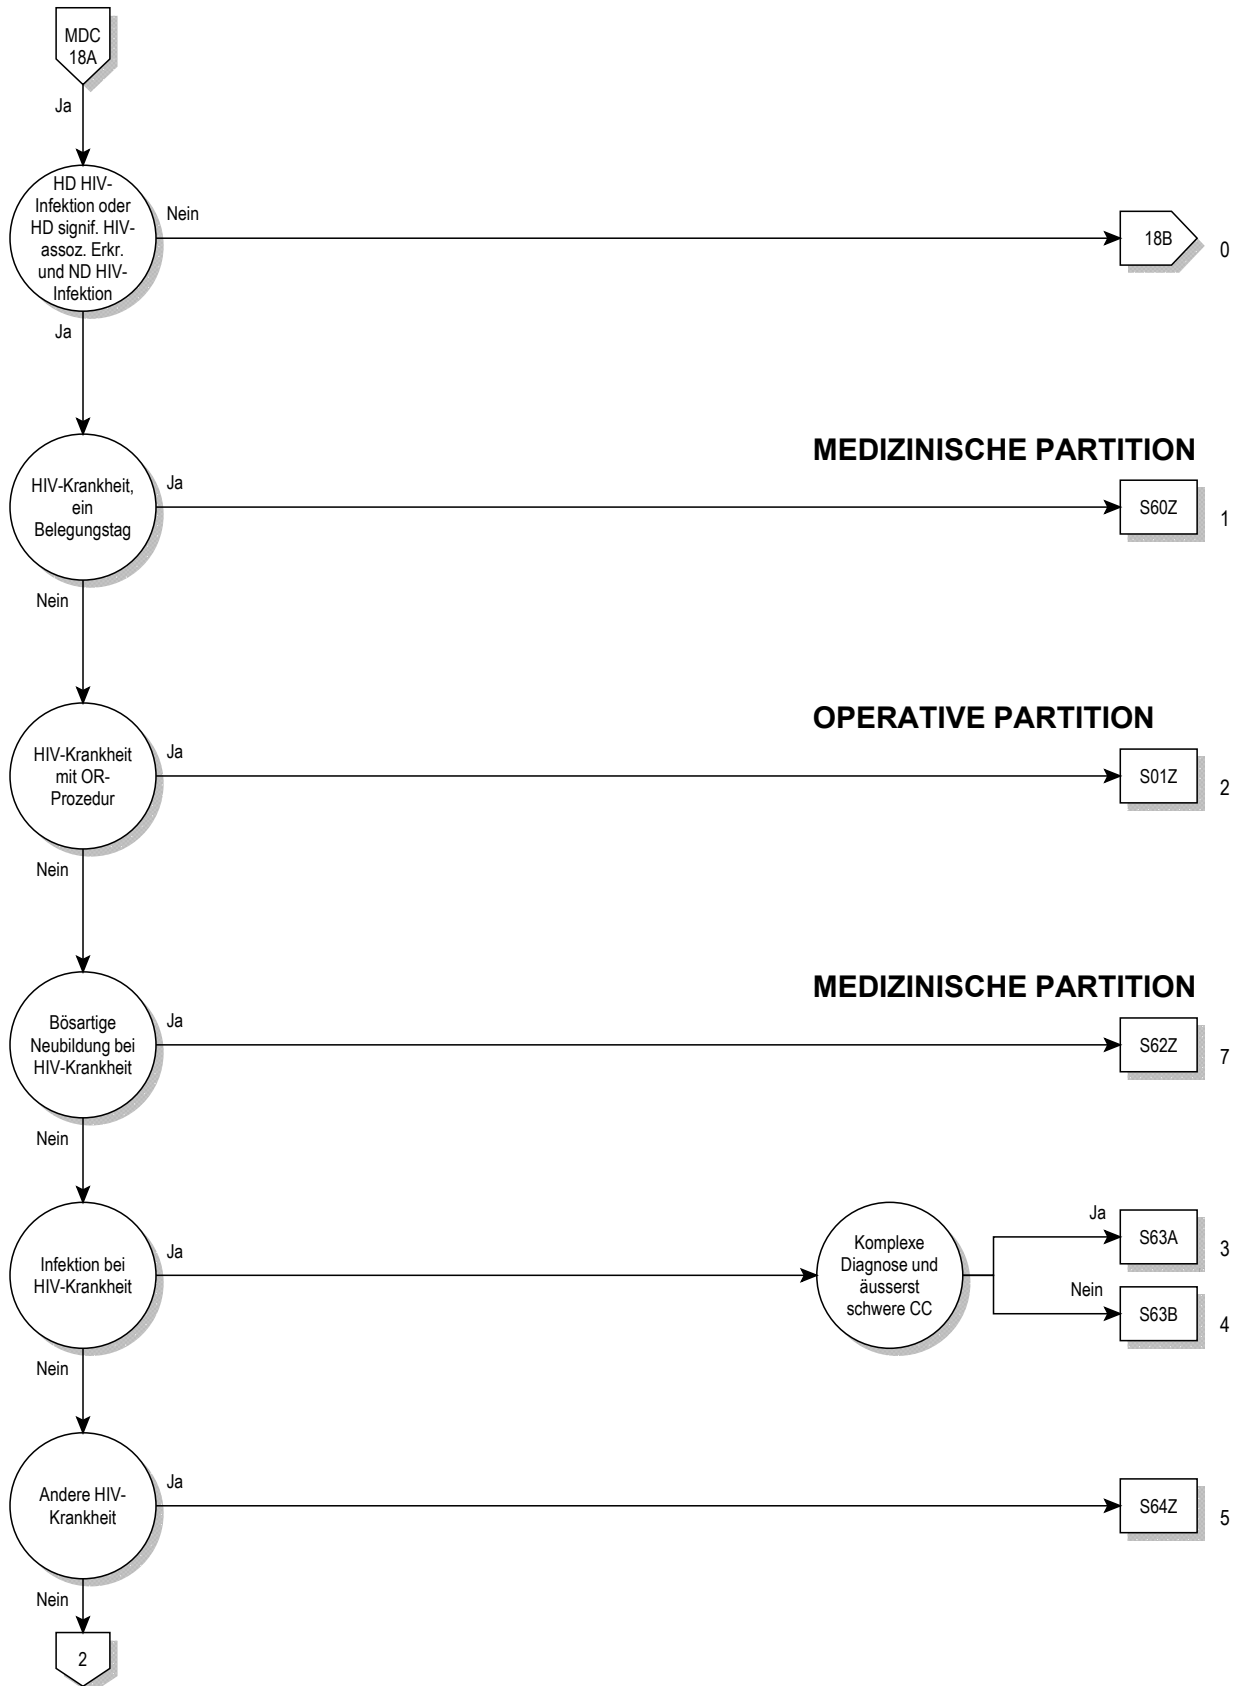 MDC
18A
Ja
HD HIV-
Infektion oder
HD signif. HIV-
assoz. Erkr.
und ND HIV-
Infektion
Nein
18B
0
Ja
MEDIZINISCHE PARTITION
HIV-Krankheit,
ein
Belegungstag
Ja
S60Z
1
Nein
OPERATIVE PARTITION
HIV-Krankheit
mit OR-
Prozedur
Ja
S01Z
2
Nein
MEDIZINISCHE PARTITION
Bösartige
Neubildung bei
HIV-Krankheit
Ja
S62Z
7
Nein
Infektion bei
HIV-Krankheit
Ja
Komplexe
Diagnose und
äusserst
schwere CC
Ja
S63A
3
Nein
S63B
4
Nein
Andere HIV-
Krankheit
Ja
S64Z
5
Nein
2